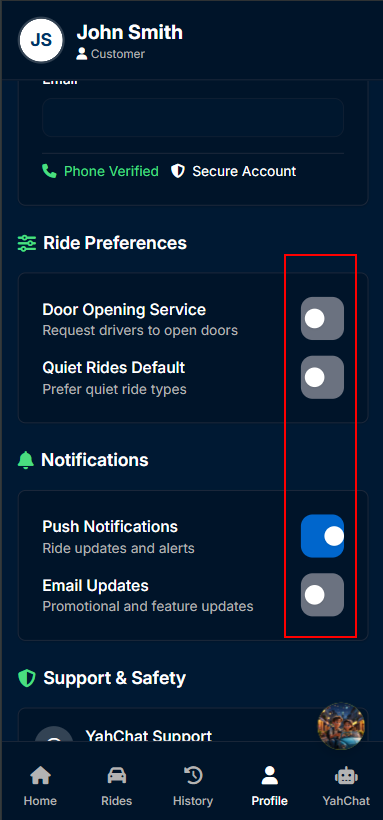 JS
John Smith
Customer
Email
Phone Verified Secure Account
Ride Preferences
Door Opening Service
Request drivers to open doors
Quiet Rides Default
Prefer quiet ride types
Notifications
Push Notifications
Ride updates and alerts
Email Updates
Promotional and feature updates
Support & Safety
YahChat Support
Home Rides History Profile YahChat